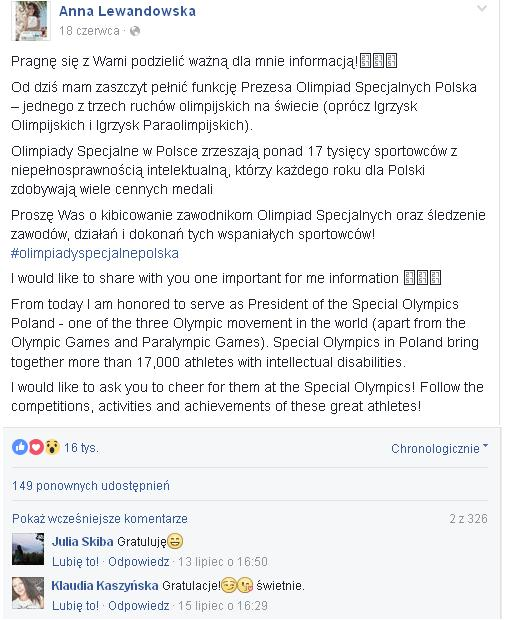 Anna Lewandowska
18 czerwca ·
Pragnę się z Wami podzielić ważną dla mnie informacją!
Od dziś mam zaszczyt pełnić funkcję Prezesa Olimpiad Specjalnych Polska
– jednego z trzech ruchów olimpijskich na świecie (oprócz Igrzysk
Olimpijskich i Igrzysk Paraolimpijskich).
Olimpiady Specjalne w Polsce zrzeszają ponad 17 tysięcy sportowców z
niepełnosprawnością intelektualną, którzy każdego roku dla Polski
zdobywają wiele cennych medali
Proszę Was o kibicowanie zawodnikom Olimpiad Specjalnych oraz śledzenie
zawodów, działań i dokonań tych wspaniałych sportowców!
#olimpiadyspecjalnepolska
I would like to share with you one important for me information
From today I am honored to serve as President of the Special Olympics
Poland - one of the three Olympic movement in the world (apart from the
Olympic Games and Paralympic Games). Special Olympics in Poland bring
together more than 17,000 athletes with intellectual disabilities.
I would like to ask you to cheer for them at the Special Olympics! Follow the
competitions, activities and achievements of these great athletes!
16 tys. Chronologicznie
149 ponownych udostępnień
Pokaż wcześniejsze komentarze 2 z 326
Julia Skiba Gratuluję😄
Lubię to! · Odpowiedz · 13 lipiec o 16:50
Klaudia Kaszyńska Gratulacje!😏😘 świetnie.
Lubię to! · Odpowiedz · 15 lipiec o 16:29